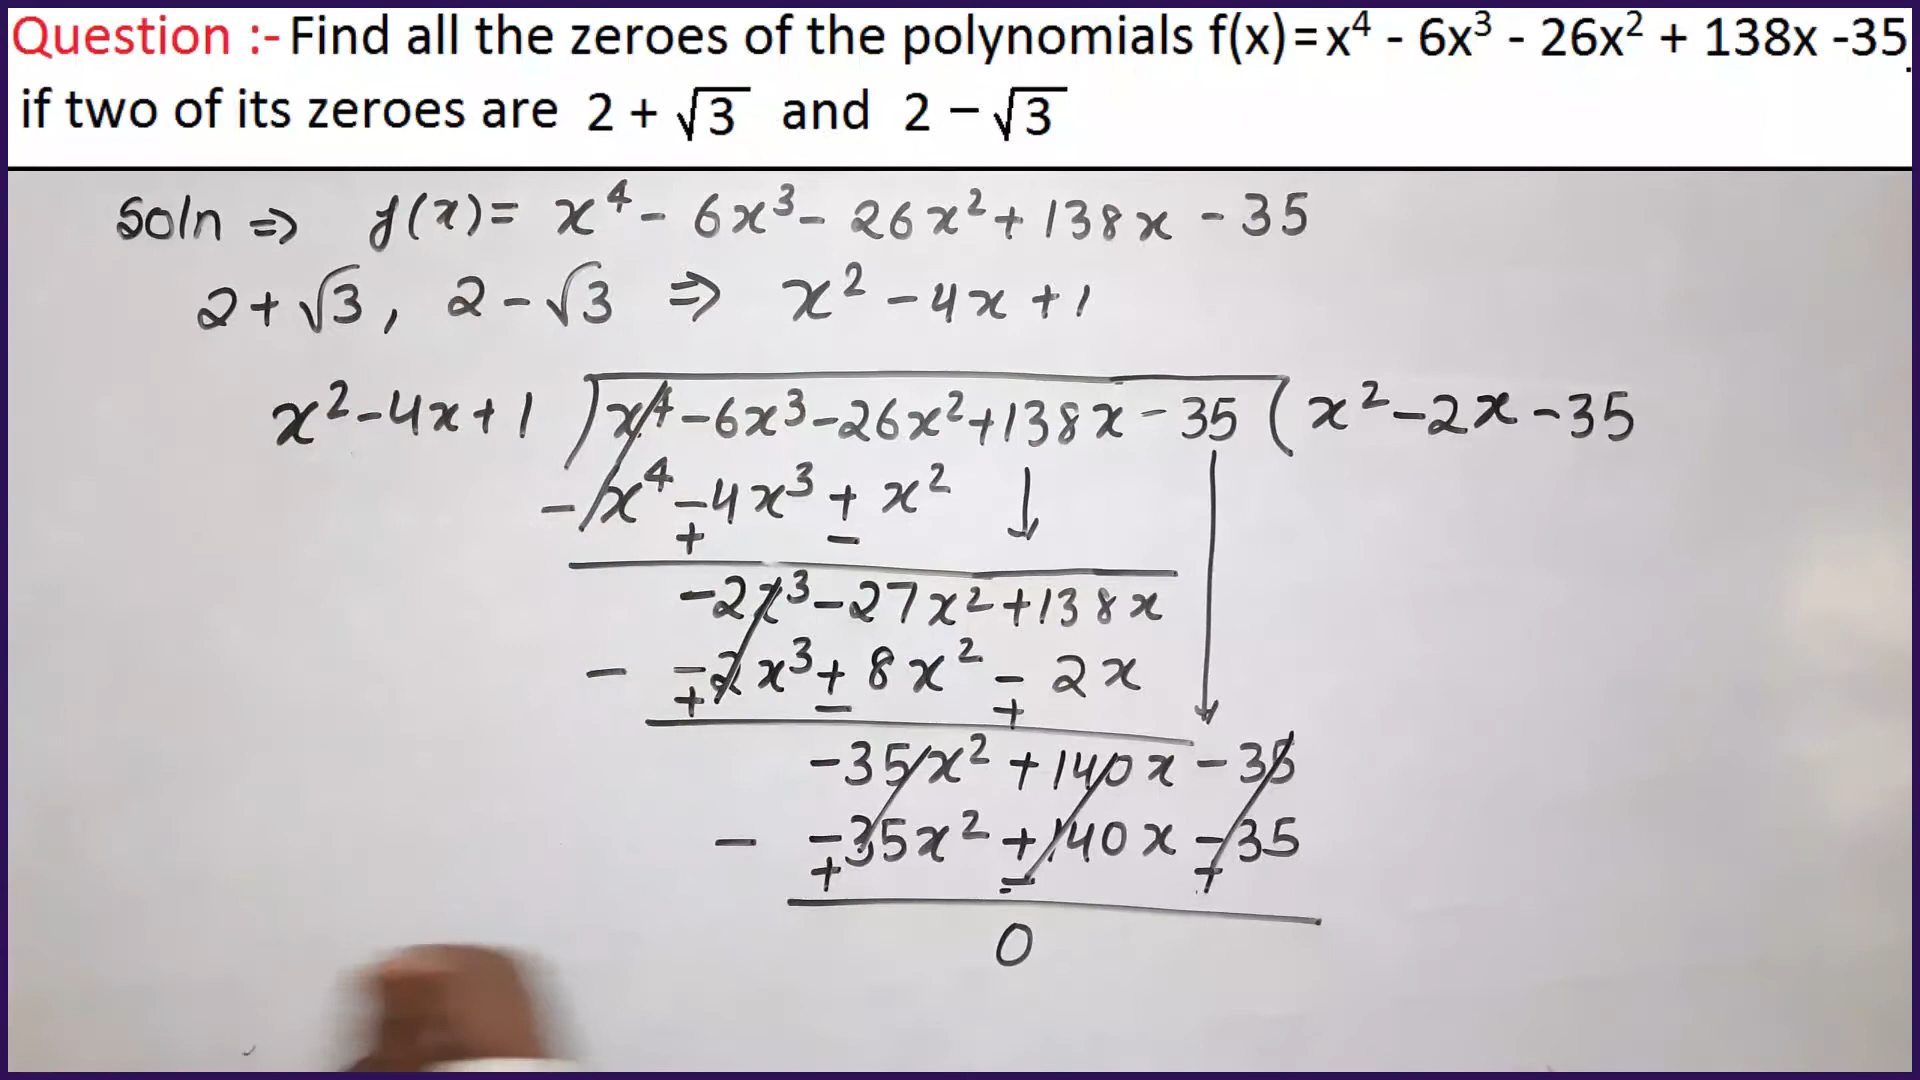 Question :- Find all the zeroes of the polynomials f(x)=x⁴ - 6x³ - 26x² + 138x -35.
if two of its zeroes are 2 + √3 and 2 − √3
Soln ⇒ f(x)= x⁴ - 6x³ - 26x² + 138x - 35
2+√3, 2-√3 ⇒ x² - 4x + 1
x² - 4x + 1 ) x⁴ - 6x³ - 26x² + 138x - 35 ( x² - 2x - 35
- x⁴ - 4x³ + x² ↓
+ -
-2x³ - 27x² + 138x
- -2x³ + 8x² - 2x
+ - +
-35x² + 140x - 35
- -35x² + 140x - 35
+ - +
0